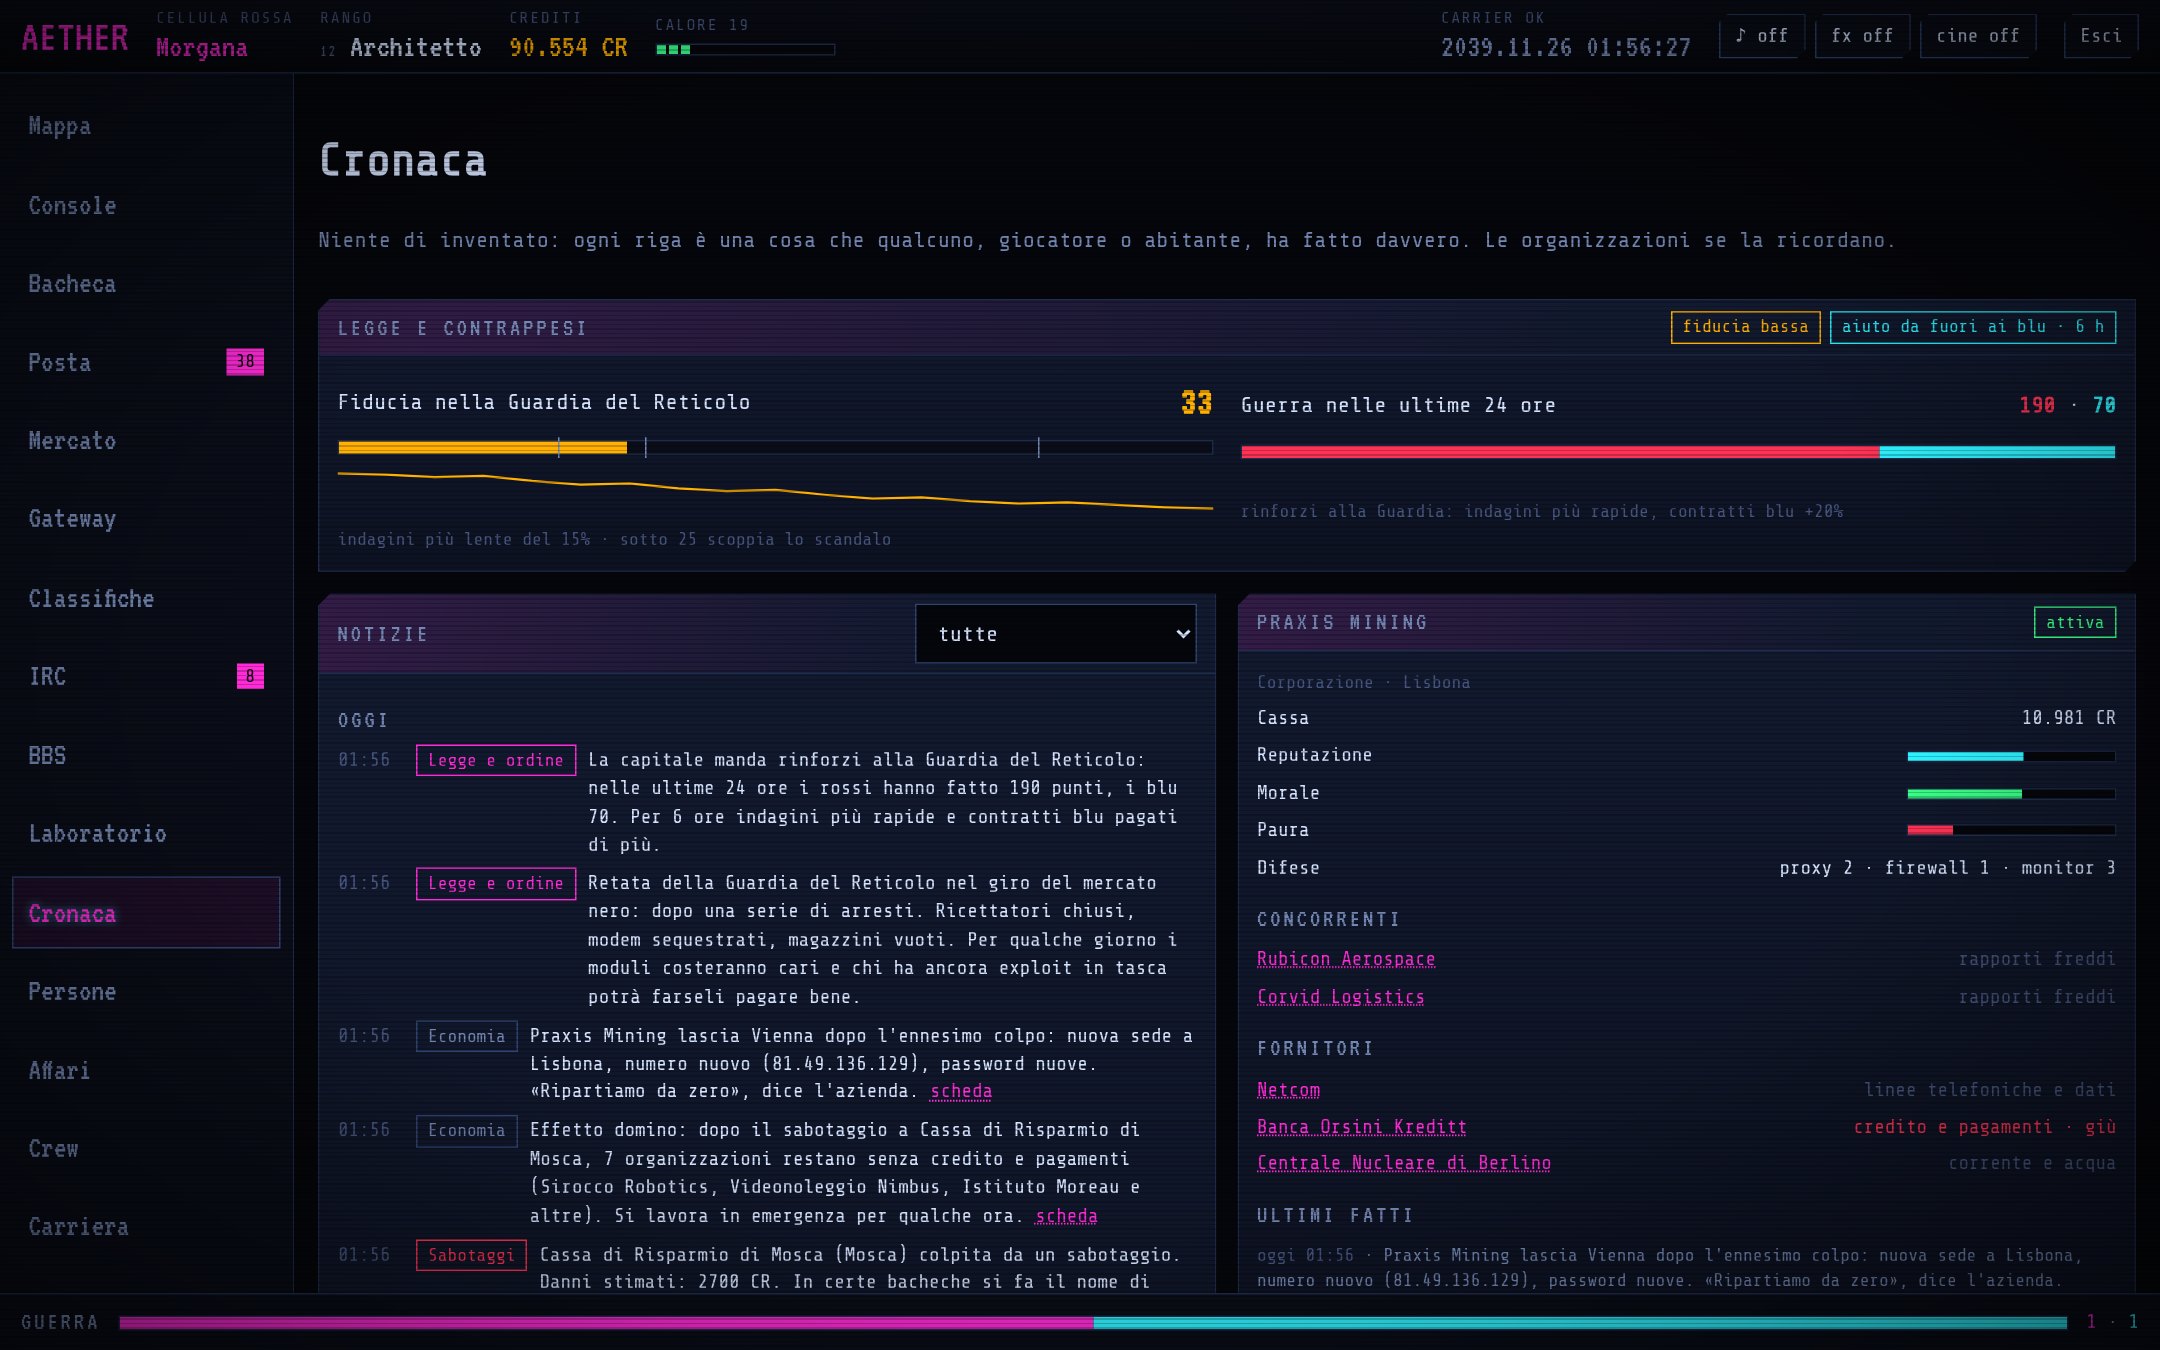 AETHER
CELLULA ROSSA
Morgana
RANGO
12 Architetto
CREDITI
90.554 CR
CALORE 19
CARRIER OK
2039.11.26 01:56:27
♪ off
fx off
cine off
Esci
Mappa
Console
Bacheca
Posta 38
Mercato
Gateway
Classifiche
IRC 8
BBS
Laboratorio
Cronaca
Persone
Affari
Crew
Carriera
Cronaca
Niente di inventato: ogni riga è una cosa che qualcuno, giocatore o abitante, ha fatto davvero. Le organizzazioni se la ricordano.
LEGGE E CONTRAPPESI
fiducia bassa
aiuto da fuori ai blu · 6 h
Fiducia nella Guardia del Reticolo 33
indagini più lente del 15% · sotto 25 scoppia lo scandalo
Guerra nelle ultime 24 ore 190 · 70
rinforzi alla Guardia: indagini più rapide, contratti blu +20%
NOTIZIE
tutte
OGGI
01:56 Legge e ordine La capitale manda rinforzi alla Guardia del Reticolo:
nelle ultime 24 ore i rossi hanno fatto 190 punti, i blu
70. Per 6 ore indagini più rapide e contratti blu pagati
di più.
01:56 Legge e ordine Retata della Guardia del Reticolo nel giro del mercato
nero: dopo una serie di arresti. Ricettatori chiusi,
modem sequestrati, magazzini vuoti. Per qualche giorno i
moduli costeranno cari e chi ha ancora exploit in tasca
potrà farseli pagare bene.
01:56 Economia Praxis Mining lascia Vienna dopo l'ennesimo colpo: nuova sede a
Lisbona, numero nuovo (81.49.136.129), password nuove.
«Ripartiamo da zero», dice l'azienda. scheda
01:56 Economia Effetto domino: dopo il sabotaggio a Cassa di Risparmio di
Mosca, 7 organizzazioni restano senza credito e pagamenti
(Sirocco Robotics, Videonoleggio Nimbus, Istituto Moreau e
altre). Si lavora in emergenza per qualche ora. scheda
01:56 Sabotaggi Cassa di Risparmio di Mosca (Mosca) colpita da un sabotaggio.
Danni stimati: 2700 CR. In certe bacheche si fa il nome di
PRAXIS MINING
attiva
Corporazione · Lisbona
Cassa 10.981 CR
Reputazione
Morale
Paura
Difese proxy 2 · firewall 1 · monitor 3
CONCORRENTI
Rubicon Aerospace rapporti freddi
Corvid Logistics rapporti freddi
FORNITORI
Netcom linee telefoniche e dati
Banca Orsini Kreditt credito e pagamenti · giù
Centrale Nucleare di Berlino corrente e acqua
ULTIMI FATTI
oggi 01:56 · Praxis Mining lascia Vienna dopo l'ennesimo colpo: nuova sede a Lisbona,
numero nuovo (81.49.136.129), password nuove. «Ripartiamo da zero», dice l'azienda.
GUERRA 1 · 1